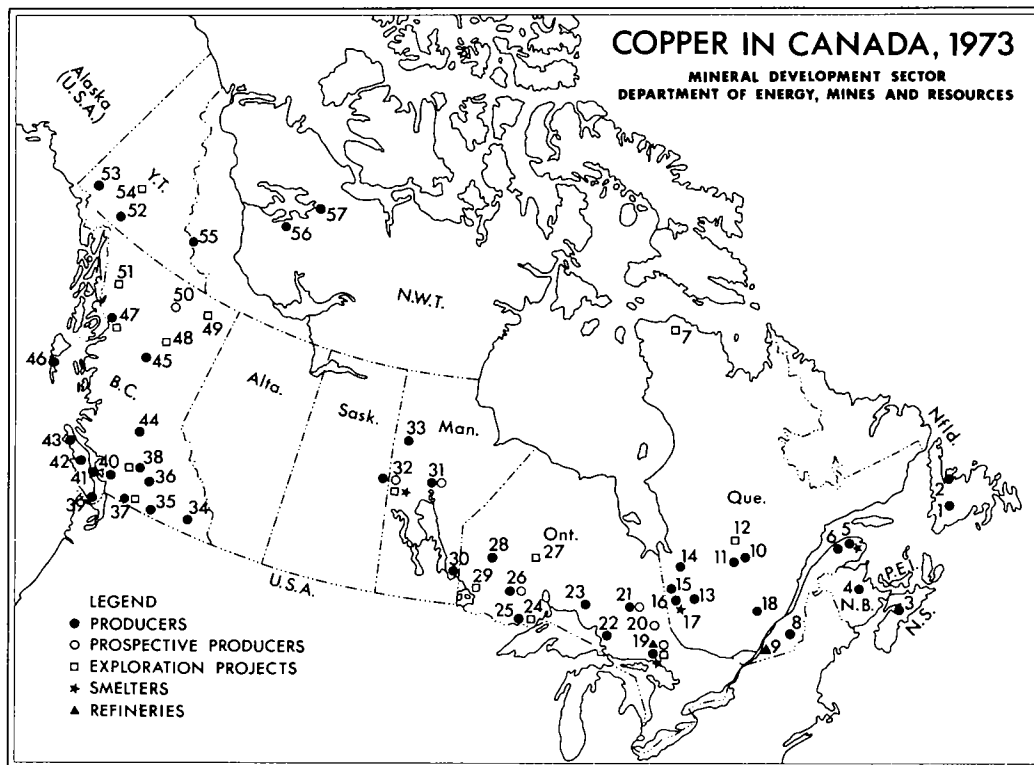 COPPER IN CANADA, 1973
MINERAL DEVELOPMENT SECTOR
DEPARTMENT OF ENERGY, MINES AND RESOURCES
Alaska
(U.S.A.)
Y.T.
53
54
52
55
57
56
51
50
49
N.W.T.
47
48
7
46
45
B.C.
Alta.
Sask.
Man.
Nfld.
44
33
43
42
40
38
32
31
2
41
36
Que.
1
39
37
35
34
Ont.
12
6
5
28
27
14
11
10
P.E.I.
30
29
26
15
4
U.S.A.
23
21
16
13
N.B.
3
25
24
20
17
18
N.S.
22
19
9
8
LEGEND
PRODUCERS
PROSPECTIVE PRODUCERS
EXPLORATION PROJECTS
SMELTERS
REFINERIES